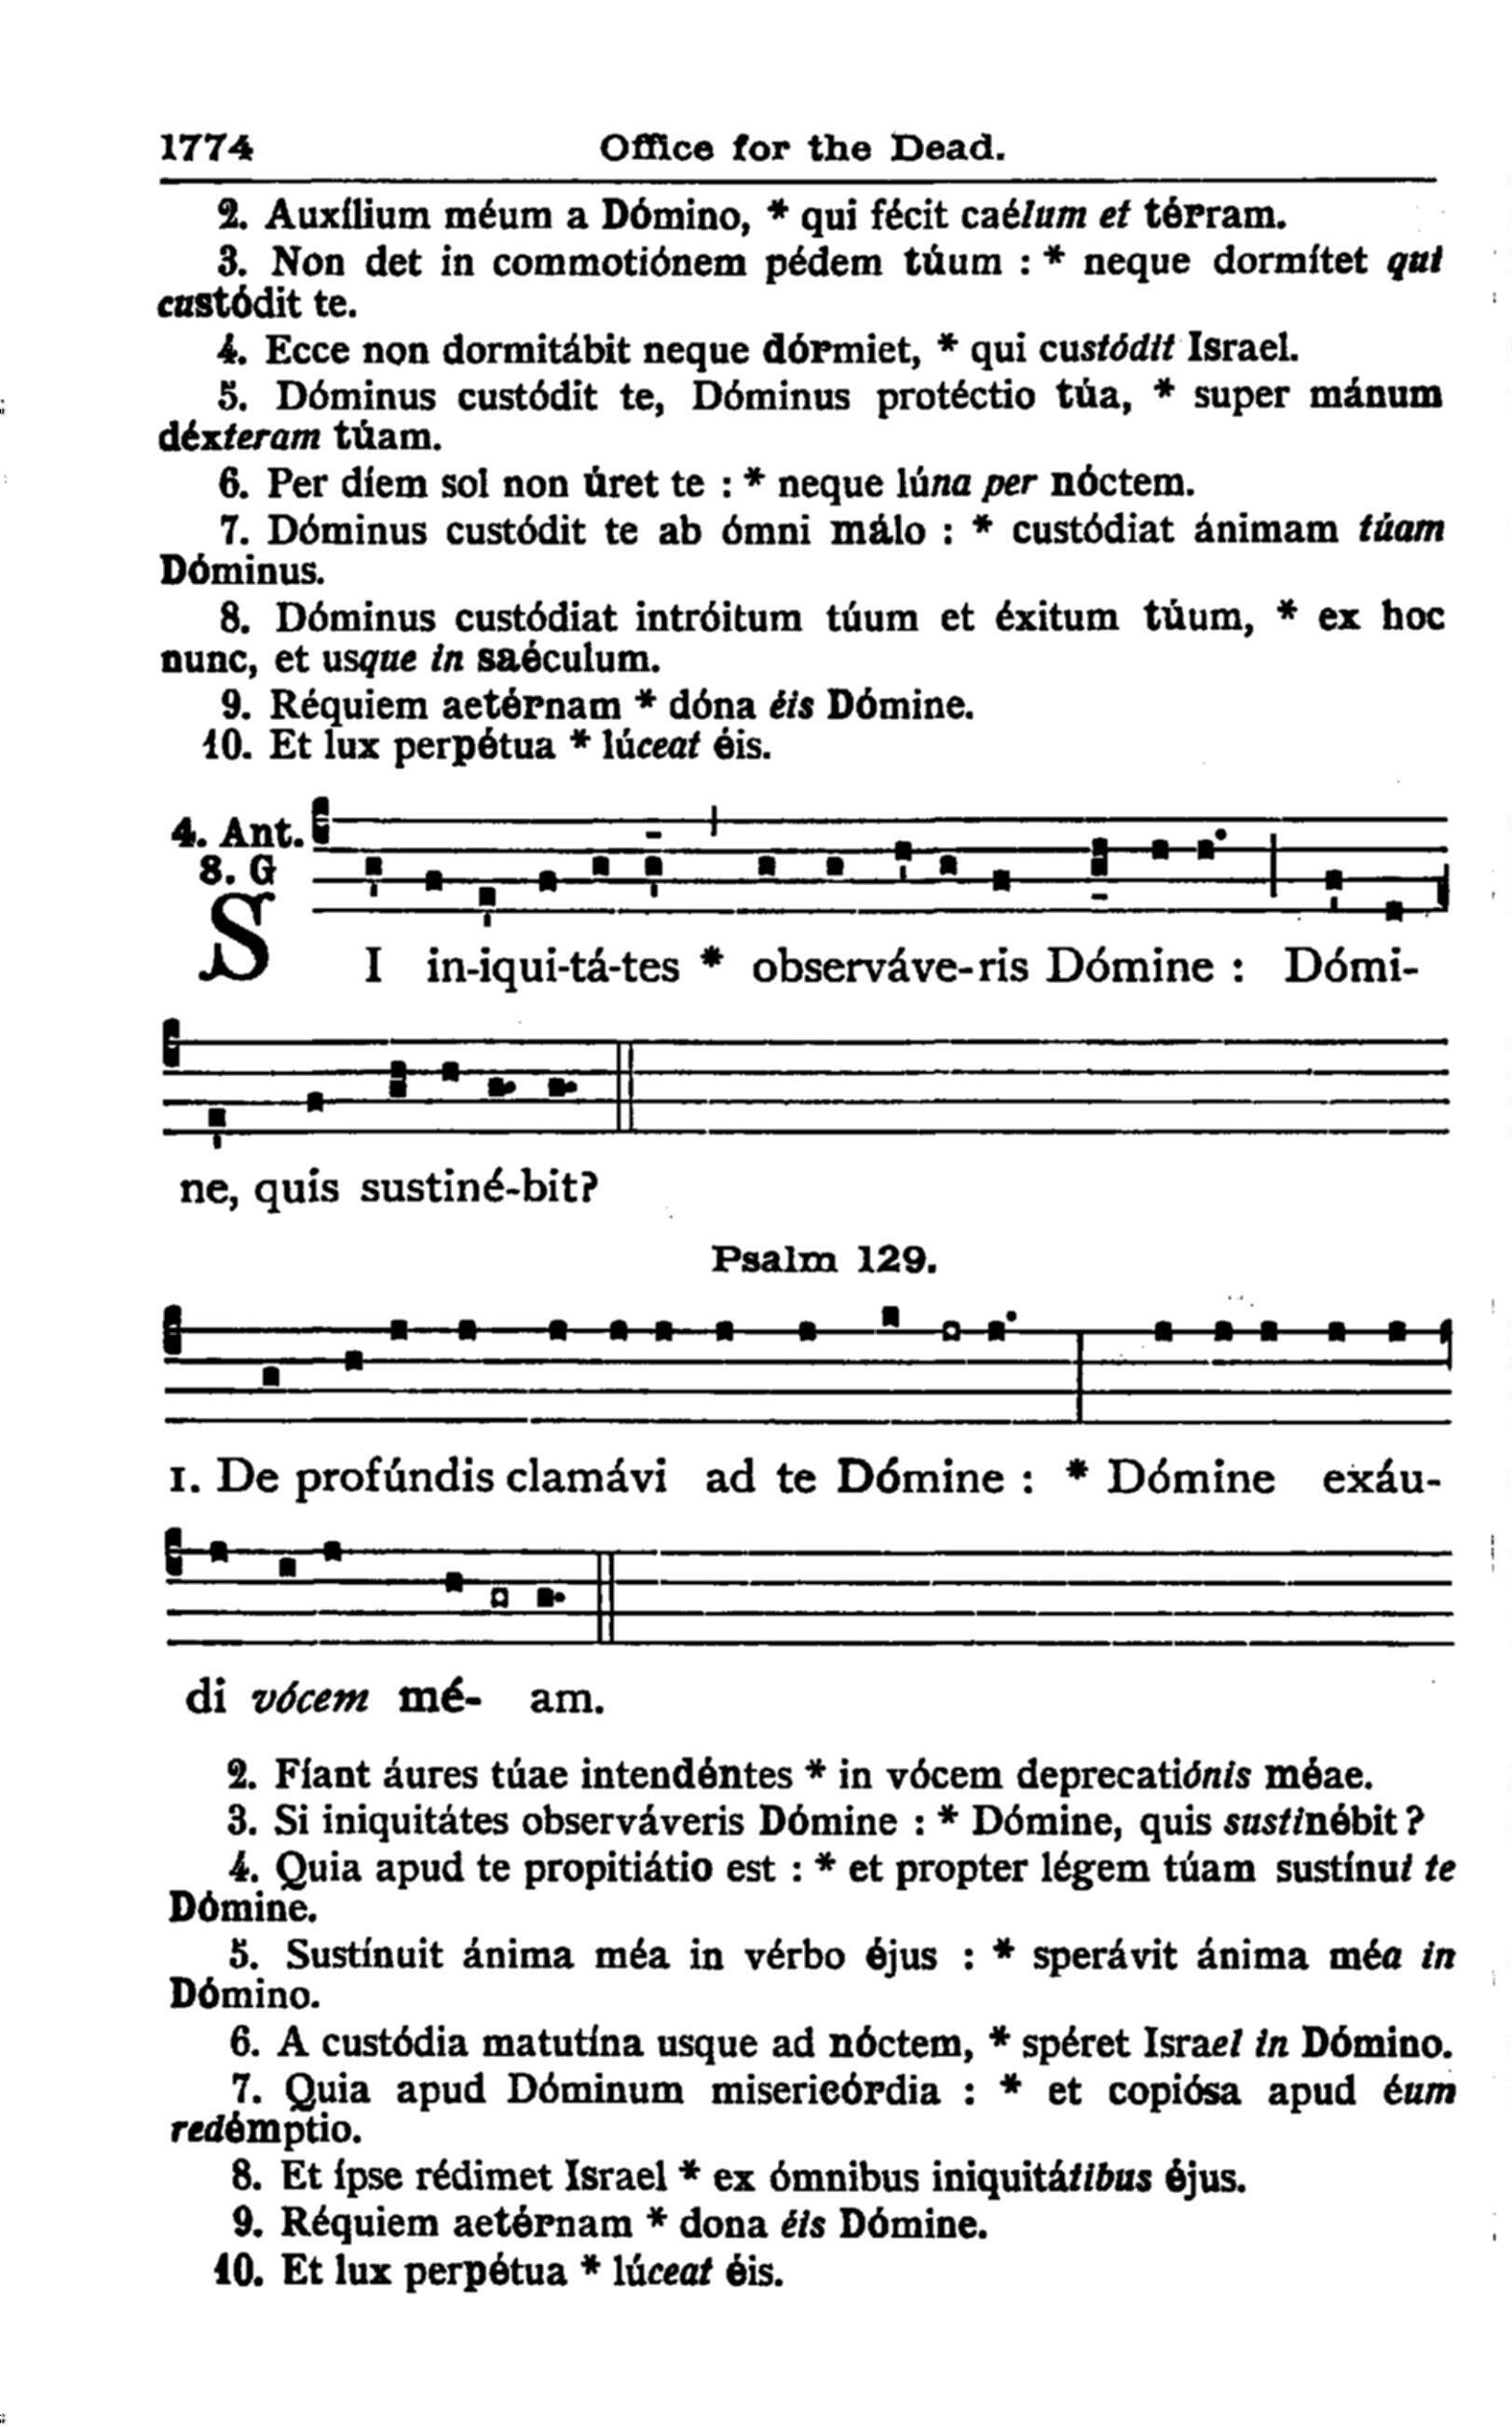 1774 Office for the Dead.
2. Auxílium méum a Dómino, * qui fécit caélum et térram.
3. Non det in commotiónem pédem túum : * neque dormítet qui
custódit te.
4. Ecce non dormitábit neque dórmiet, * qui custódit Israel.
5. Dóminus custódit te, Dóminus protéctio túa, * super mánum
déxteram túam.
6. Per díem sol non úret te : * neque lúna per nóctem.
7. Dóminus custódit te ab ómni málo : * custódiat ánimam túam
Dóminus.
8. Dóminus custódiat intróitum túum et éxitum túum, * ex hoc
nunc, et usque in saéculum.
9. Réquiem aetérnam * dóna éis Dómine.
10. Et lux perpétua * lúceat éis.
4. Ant.
8. G
SI in-iqui-tá-tes * observáve-ris Dómine : Dómi-
ne, quis sustiné-bit?
Psalm 129.
1. De profúndis clamávi ad te Dómine : * Dómine exáu-
di vócem mé- am.
2. Fíant áures túae intendéntes * in vócem deprecatiónis méae.
3. Si iniquitátes observáveris Dómine : * Dómine, quis sustinébit ?
4. Quia apud te propitiátio est : * et propter légem túam sustínui te
Dómine.
5. Sustínuit ánima méa in vérbo éjus : * sperávit ánima méa in
Dómino.
6. A custódia matutína usque ad nóctem, * spéret Israel in Dómino.
7. Quia apud Dóminum misericórdia : * et copiósa apud éum
redémptio.
8. Et ípse rédimet Israel * ex ómnibus iniquitátibus éjus.
9. Réquiem aetérnam * dona éis Dómine.
10. Et lux perpétua * lúceat éis.